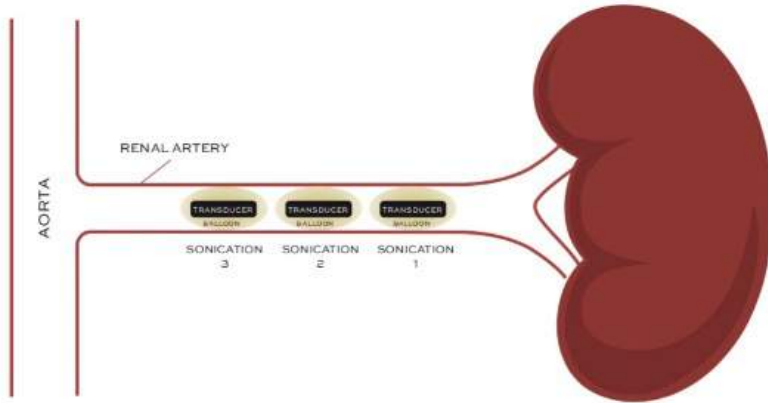 AORTA
RENAL ARTERY
TRANSDUCER
BALLOON
SONICATION
3
TRANSDUCER
BALLOON
SONICATION
2
TRANSDUCER
BALLOON
SONICATION
1